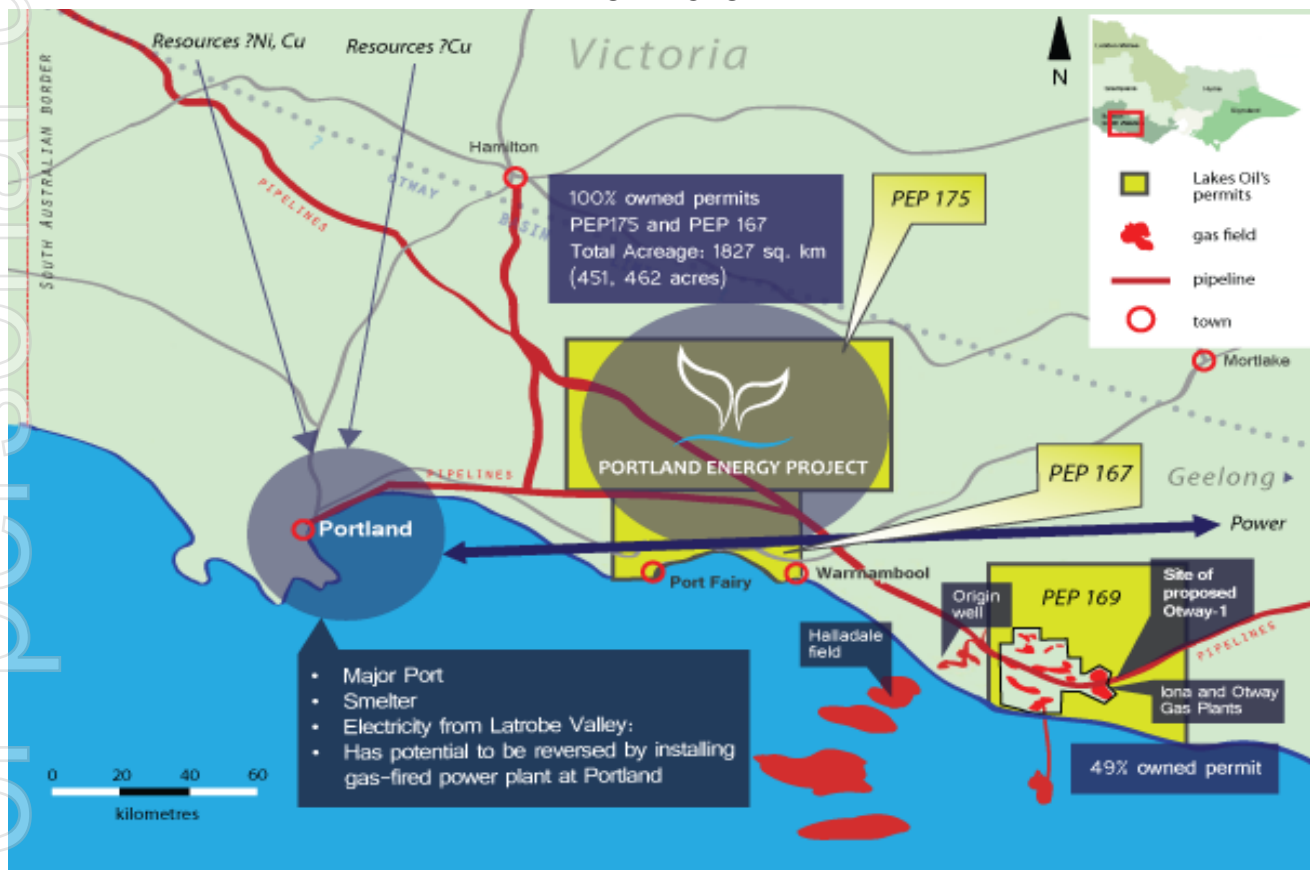 Resources ?Ni, Cu
Resources ?Cu
Victoria
N
SOUTH AUSTRALIAN BORDER
?
OTWAY
BASIN
PIPELINES
Hamilton
100% owned permits
PEP175 and PEP 167
Total Acreage: 1827 sq. km
(451, 462 acres)
PEP 175
Lakes Oil's
permits
gas field
pipeline
town
Mortlake
PORTLAND ENERGY PROJECT
PEP 167
Geelong
Power
PIPELINES
Portland
Port Fairy
Warrnambool
Origin
well
PEP 169
Site of
proposed
Otway-1
Halladale
field
PIPELINES
Iona and Otway
Gas Plants
49% owned permit
• Major Port
• Smelter
• Electricity from Latrobe Valley:
• Has potential to be reversed by installing
gas-fired power plant at Portland
0 20 40 60
kilometres